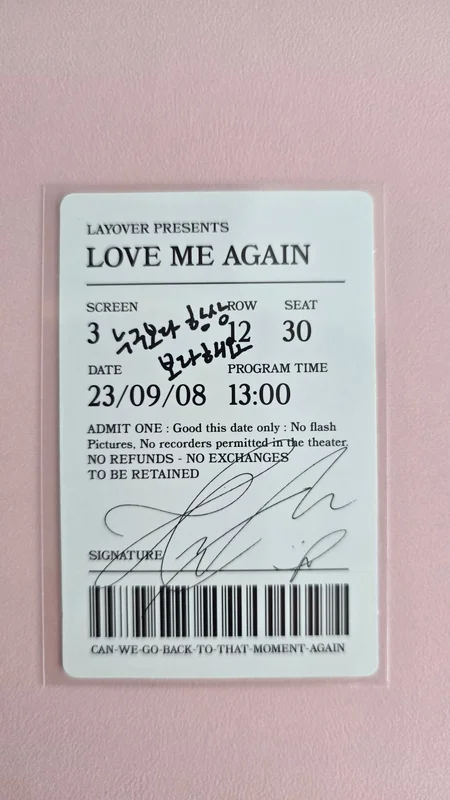 LAYOVER PRESENTS
LOVE ME AGAIN
SCREEN ROW SEAT
3 12 30
누구보다 항상
보라해요
DATE PROGRAM TIME
23/09/08 13:00
ADMIT ONE : Good this date only : No flash
Pictures, No recorders permitted in the theater.
NO REFUNDS - NO EXCHANGES
TO BE RETAINED
SIGNATURE
CAN-WE-GO-BACK-TO-THAT-MOMENT-AGAIN